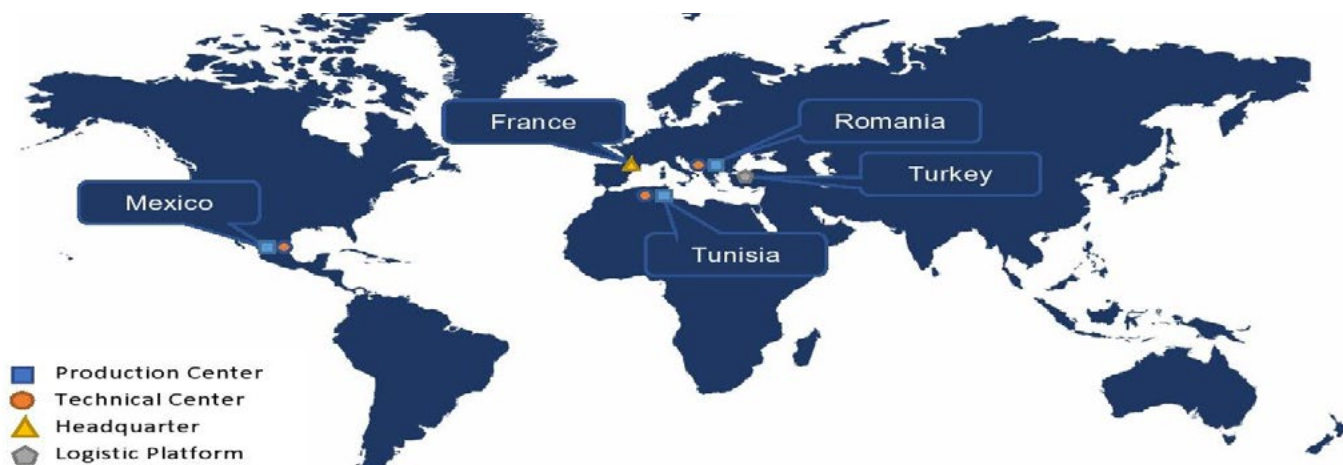 France
Romania
Turkey
Mexico
Tunisia
Production Center
Technical Center
Headquarter
Logistic Platform